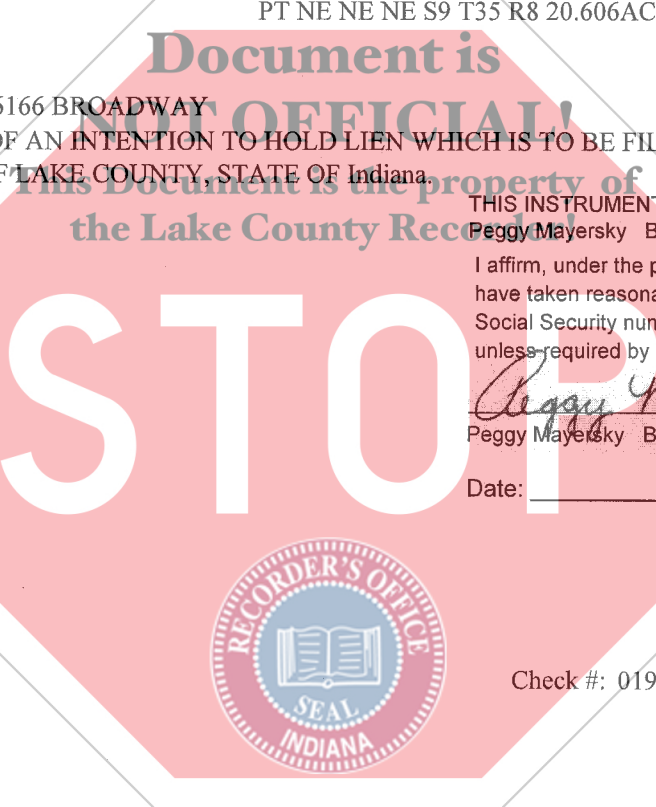 PT NE NE NE S9 T35 R8 20.606AC
Document is
5166 BROADWAY
NOT OFFICIAL!
OF AN INTENTION TO HOLD LIEN WHICH IS TO BE FIL
F LAKE COUNTY, STATE OF Indiana.
This Document is the property of
the Lake County Recorder!
THIS INSTRUMENT
Peggy Mayersky B
I affirm, under the p
have taken reasona
Social Security num
unless required by
STOP
Peggy M
Peggy Mayersky B
Date:
RECORDER'S OFFICE
SEAL
INDIANA
Check #: 019